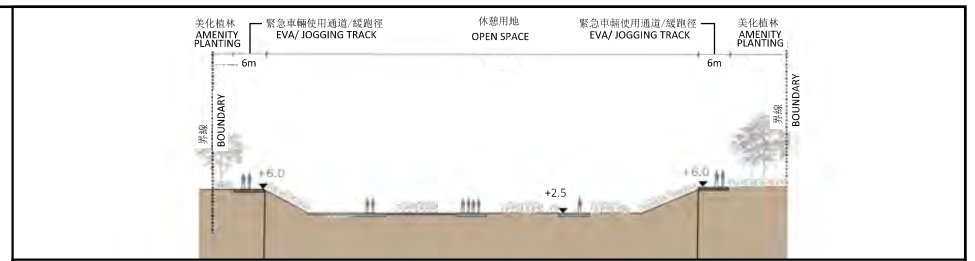 美化植林
AMENITY
PLANTING
緊急車輛使用通道/緩跑徑
EVA/ JOGGING TRACK
休憩用地
OPEN SPACE
緊急車輛使用通道/緩跑徑
EVA/ JOGGING TRACK
美化植林
AMENITY
PLANTING
6m
6m
界線
BOUNDARY
界線
BOUNDARY
+6.0
+2.5
+6.0